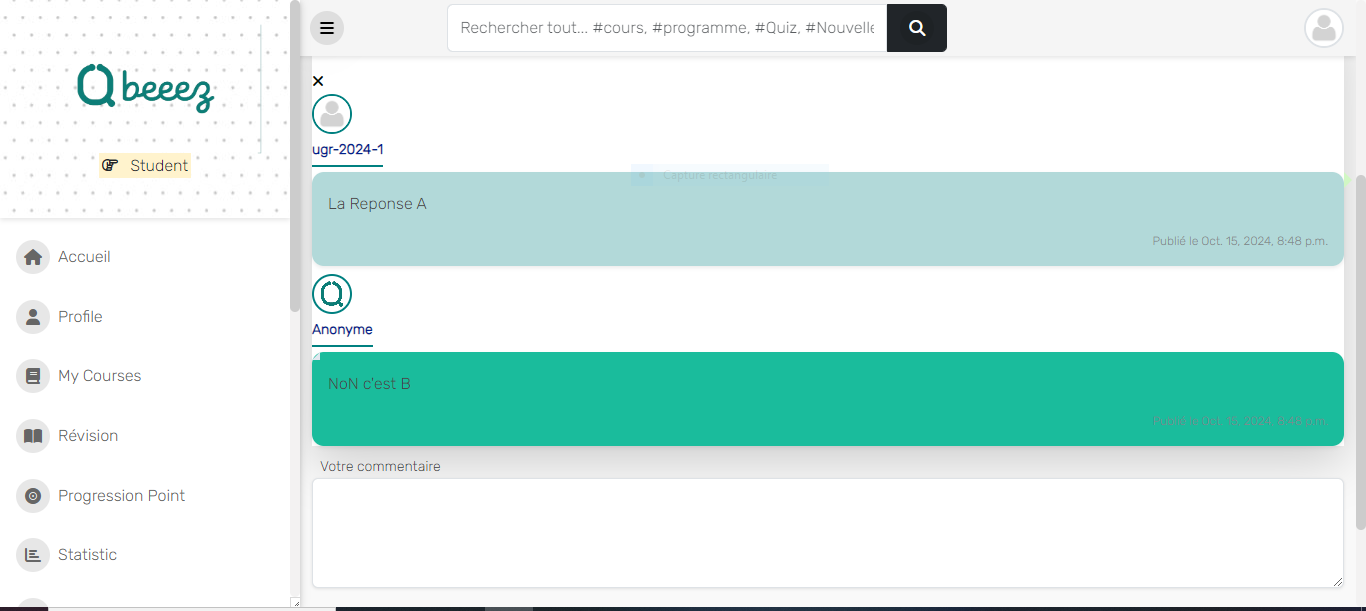 Rechercher tout... #cours, #programme, #Quiz, #Nouvelle
Qbeeez
Student
Accueil
Profile
My Courses
Révision
Progression Point
Statistic
×
ugr-2024-1
Capture rectangulaire
La Reponse A
Publié le Oct. 15, 2024, 8:48 p.m.
Anonyme
NoN c'est B
Publié le Oct. 15, 2024, 8:48 p.m.
Votre commentaire